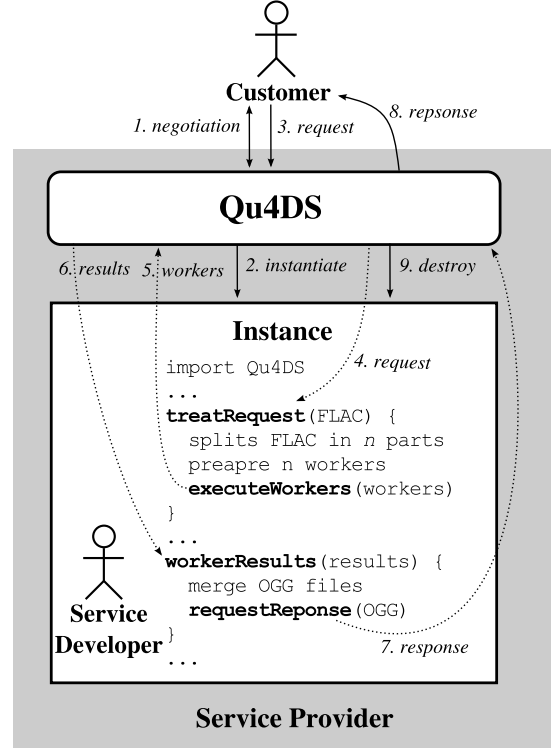 Customer
8. repsonse
1. negotiation
3. request
Qu4DS
6. results
5. workers
2. instantiate
9. destroy
Instance
4. request
import Qu4DS
...
treatRequest(FLAC) {
splits FLAC in n parts
preapre n workers
executeWorkers(workers)
}
...
workerResults(results) {
merge OGG files
requestReponse(OGG)
}
...
Service
Developer
7. response
Service Provider